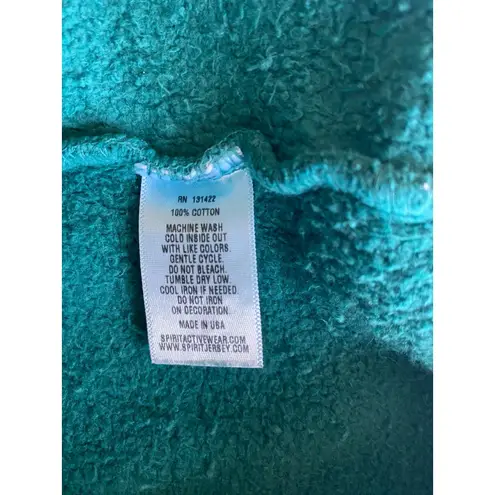 RN 131422
100% COTTON
MACHINE WASH
COLD INSIDE OUT
WITH LIKE COLORS.
GENTLE CYCLE.
DO NOT BLEACH.
TUMBLE DRY LOW.
COOL IRON IF NEEDED.
DO NOT IRON
ON DECORATION.
MADE IN USA
SPIRITACTIVEWEAR.COM
WWW.SPIRITJERSEY.COM